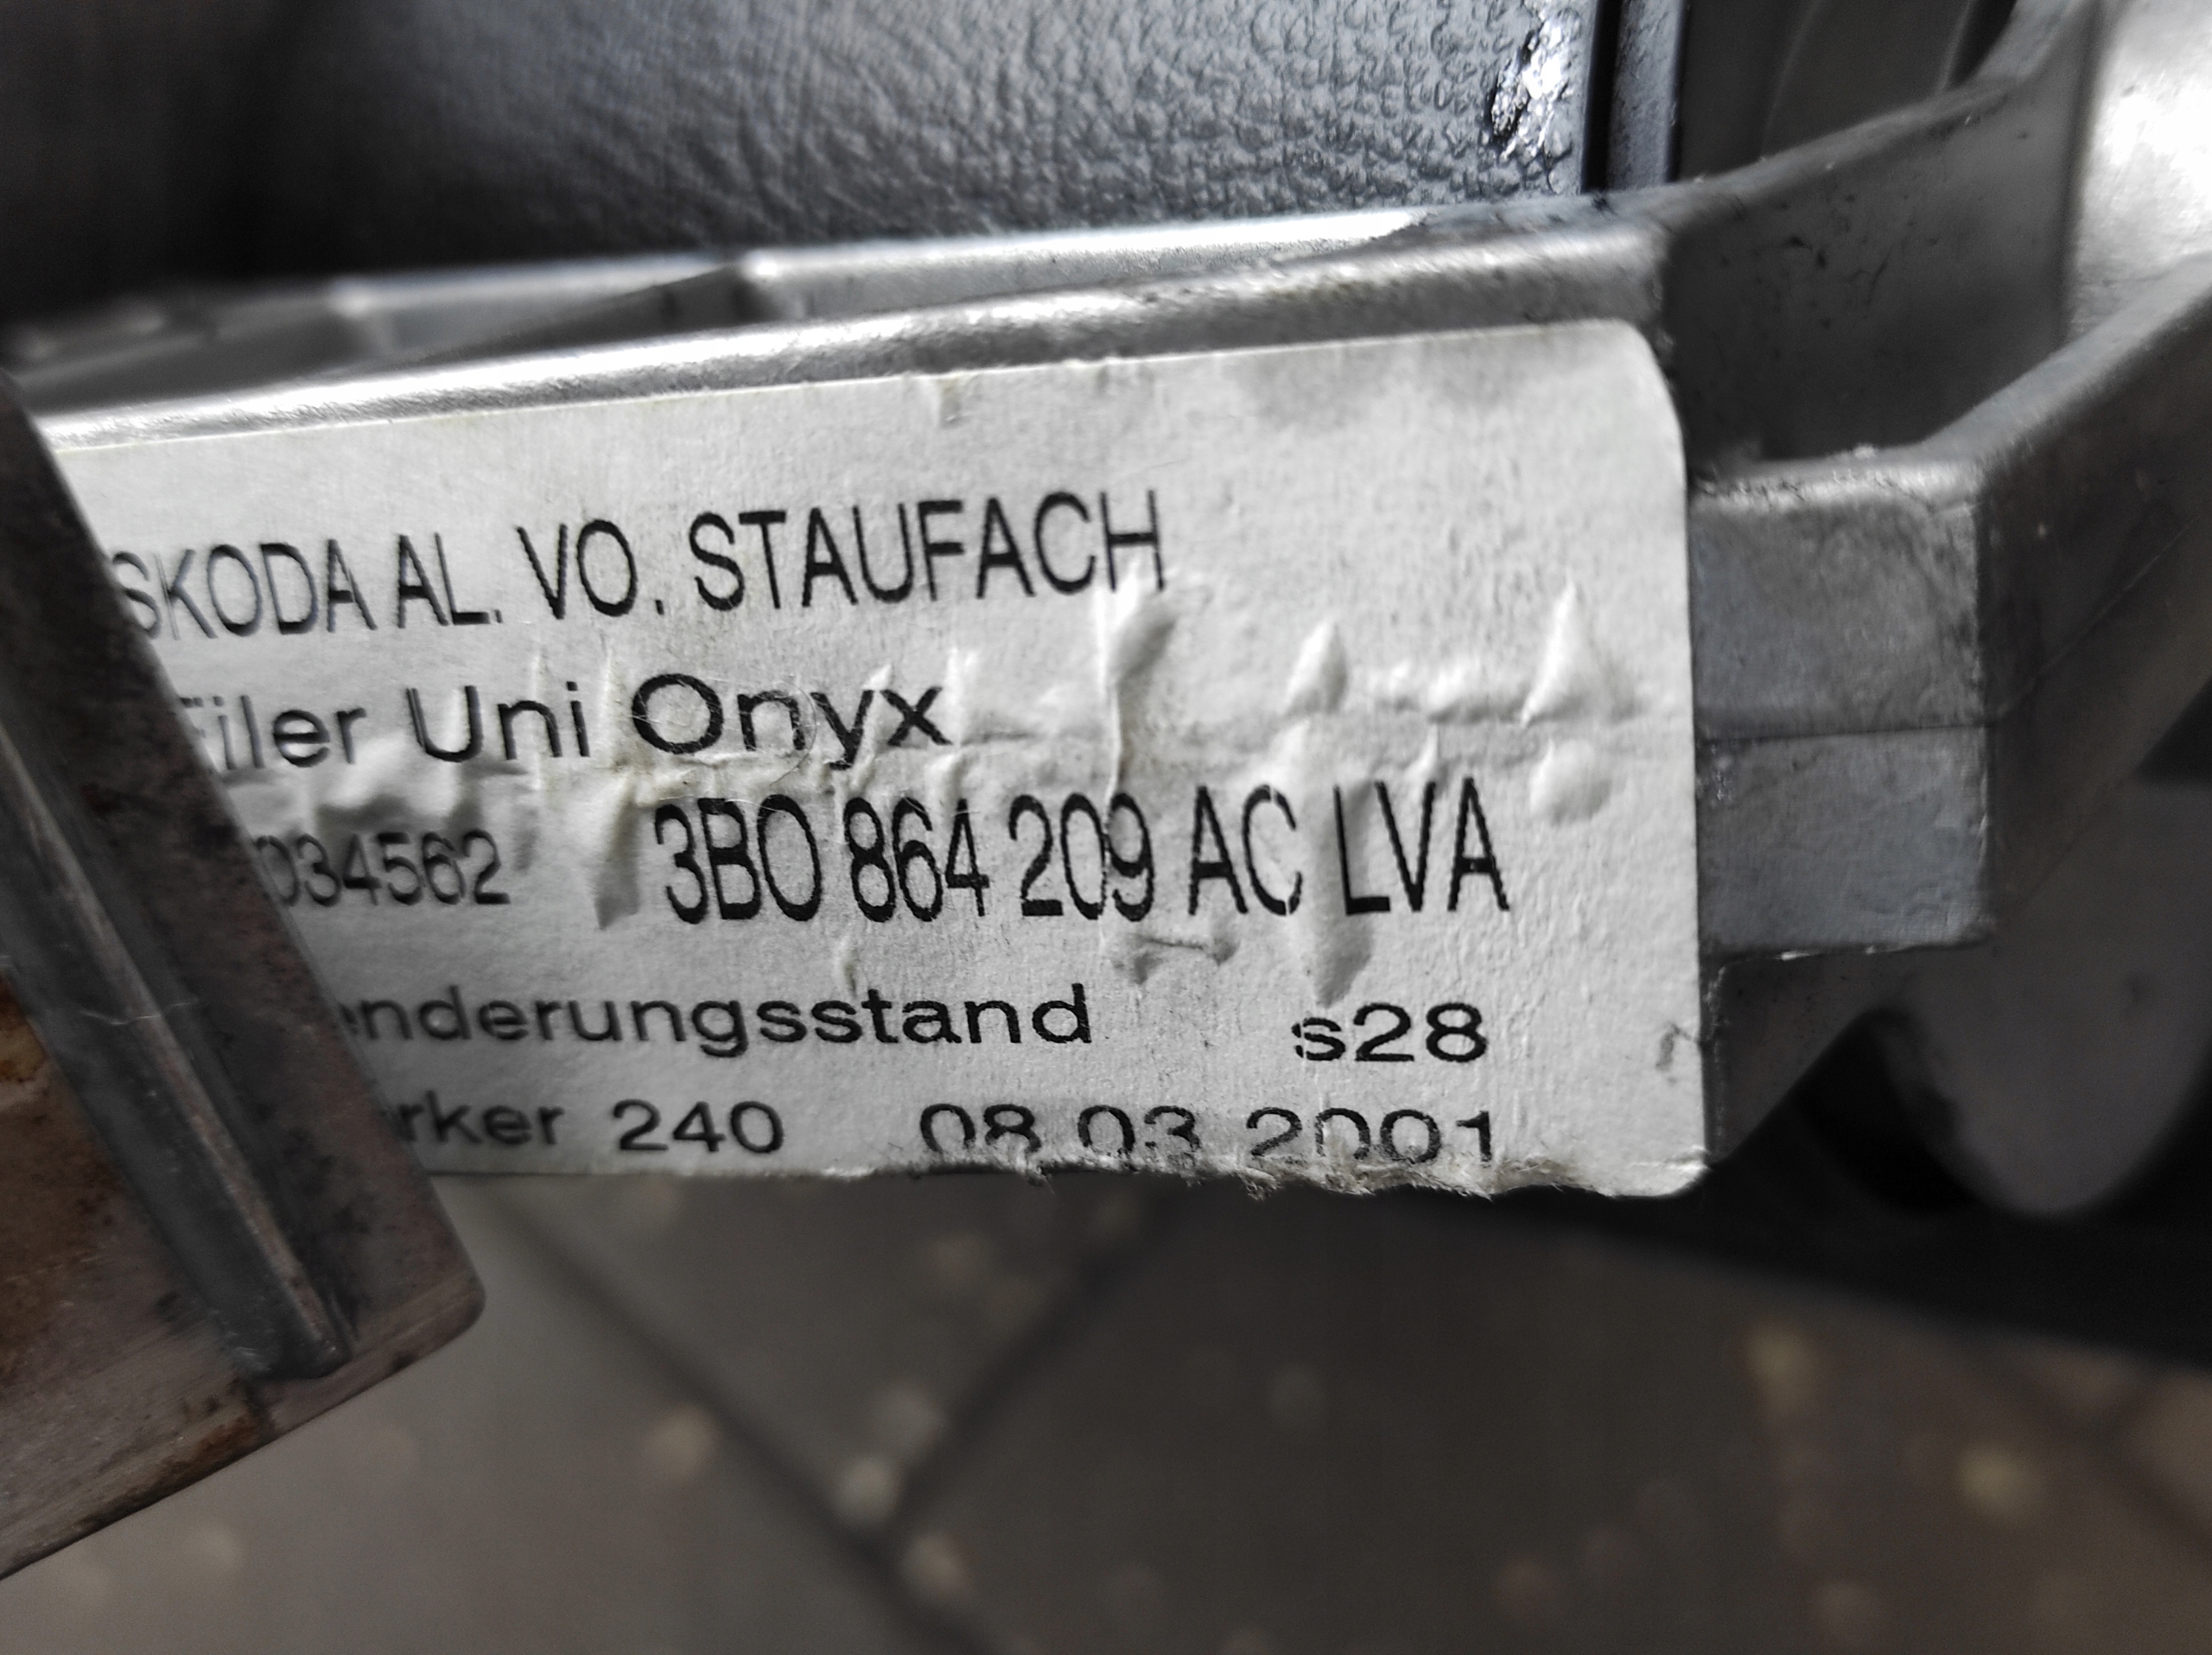 SKODA AL. VO. STAUFACH
Eiler Uni Onyx
034562 3B0 864 209 AC LVA
enderungsstand s28
rker 240 08.03.2001